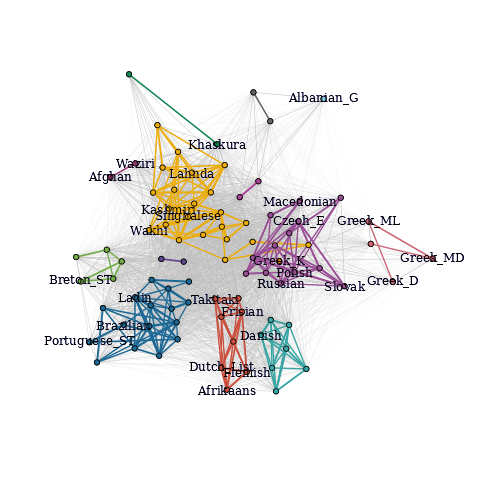 Albanian_G
Khaskura
Waziri
Afghan
Lahnda
Macedonian
Kashmiri
Singhalese
Czech_E
Greek_ML
Wakhi
Greek_K
Greek_MD
Polish
Breton_ST
Russian
Slovak
Greek_D
Ladin
Takitaki
Frisian
Brazilian
Danish
Portuguese_ST
Dutch_List
Flemish
Afrikaans